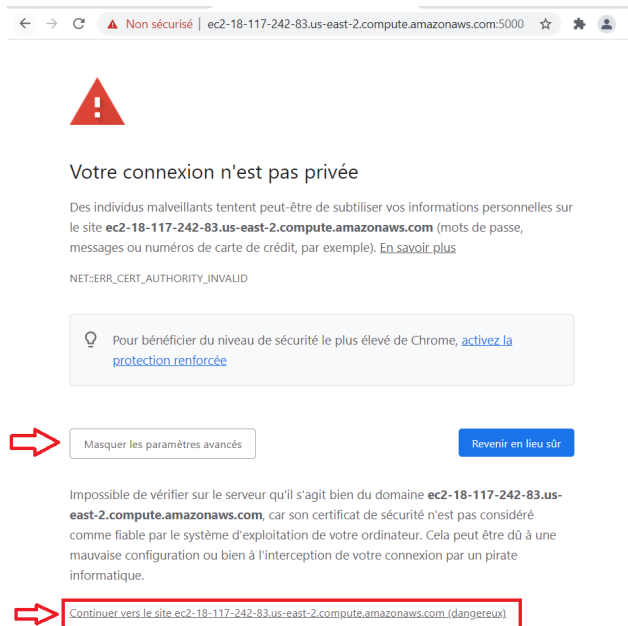 Non sécurisé | ec2-18-117-242-83.us-east-2.compute.amazonaws.com:5000
Votre connexion n'est pas privée
Des individus malveillants tentent peut-être de subtiliser vos informations personnelles sur
le site ec2-18-117-242-83.us-east-2.compute.amazonaws.com (mots de passe,
messages ou numéros de carte de crédit, par exemple). En savoir plus
NET::ERR_CERT_AUTHORITY_INVALID
Pour bénéficier du niveau de sécurité le plus élevé de Chrome, activez la
protection renforcée
Masquer les paramètres avancés
Revenir en lieu sûr
Impossible de vérifier sur le serveur qu'il s'agit bien du domaine ec2-18-117-242-83.us-
east-2.compute.amazonaws.com, car son certificat de sécurité n'est pas considéré
comme fiable par le système d'exploitation de votre ordinateur. Cela peut être dû à une
mauvaise configuration ou bien à l'interception de votre connexion par un pirate
informatique.
Continuer vers le site ec2-18-117-242-83.us-east-2.compute.amazonaws.com (dangereux)